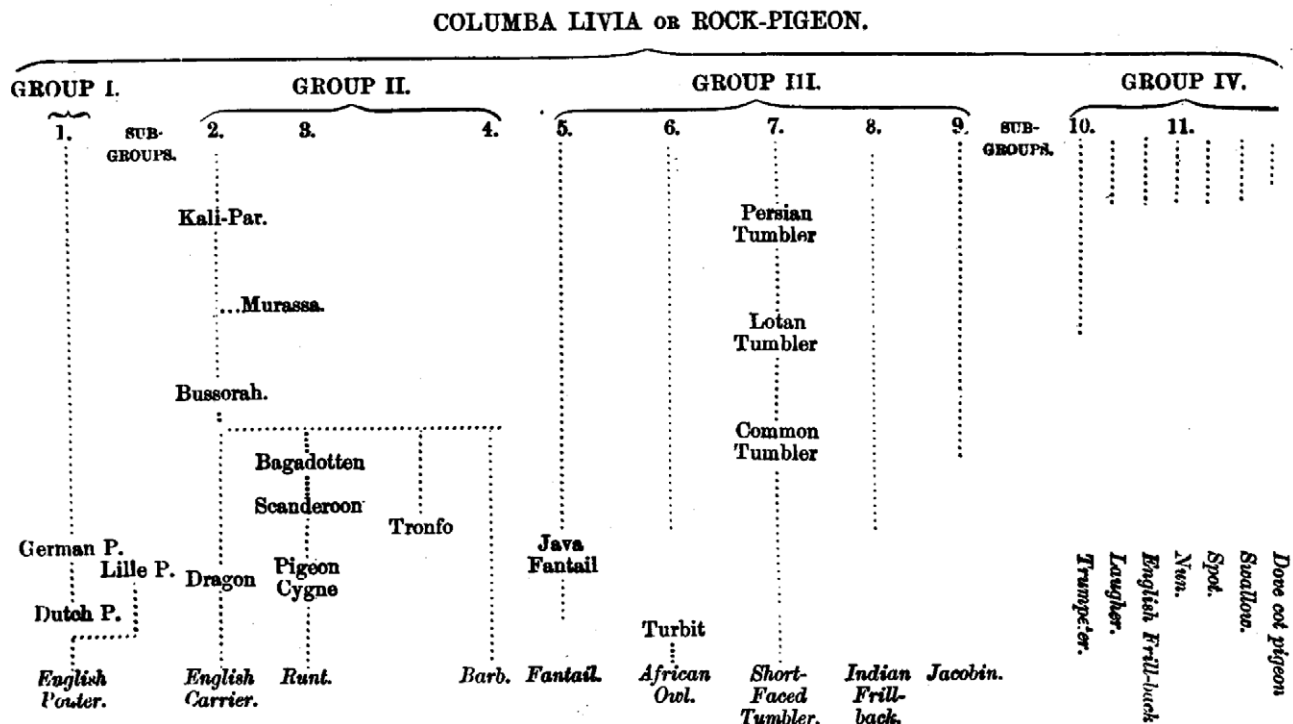 COLUMBA LIVIA OR ROCK-PIGEON.
GROUP I. GROUP II. GROUP III. GROUP IV.
1. SUB- 2. 3. 4. 5. 6. 7. 8. 9. SUB- 10. 11.
GROUPS. GROUPS.
Kali-Par. Persian
Tumbler
Murassa. Lotan
Tumbler
Bussorah.
Common
Bagadotten Tumbler
Scanderoon
Tronfo
German P. Java
Lille P. Pigeon Fantail
Dragon Cygne
Dutch P.
Turbit
English English Runt. Barb. Fantail. African Short- Indian Jacobin.
Pouter. Carrier. Owl. Faced Frill-
Tumbler. back.
Trumpeter.
Laugher.
English Frill-back
Nun.
Spot.
Swallow.
Dove cot pigeon